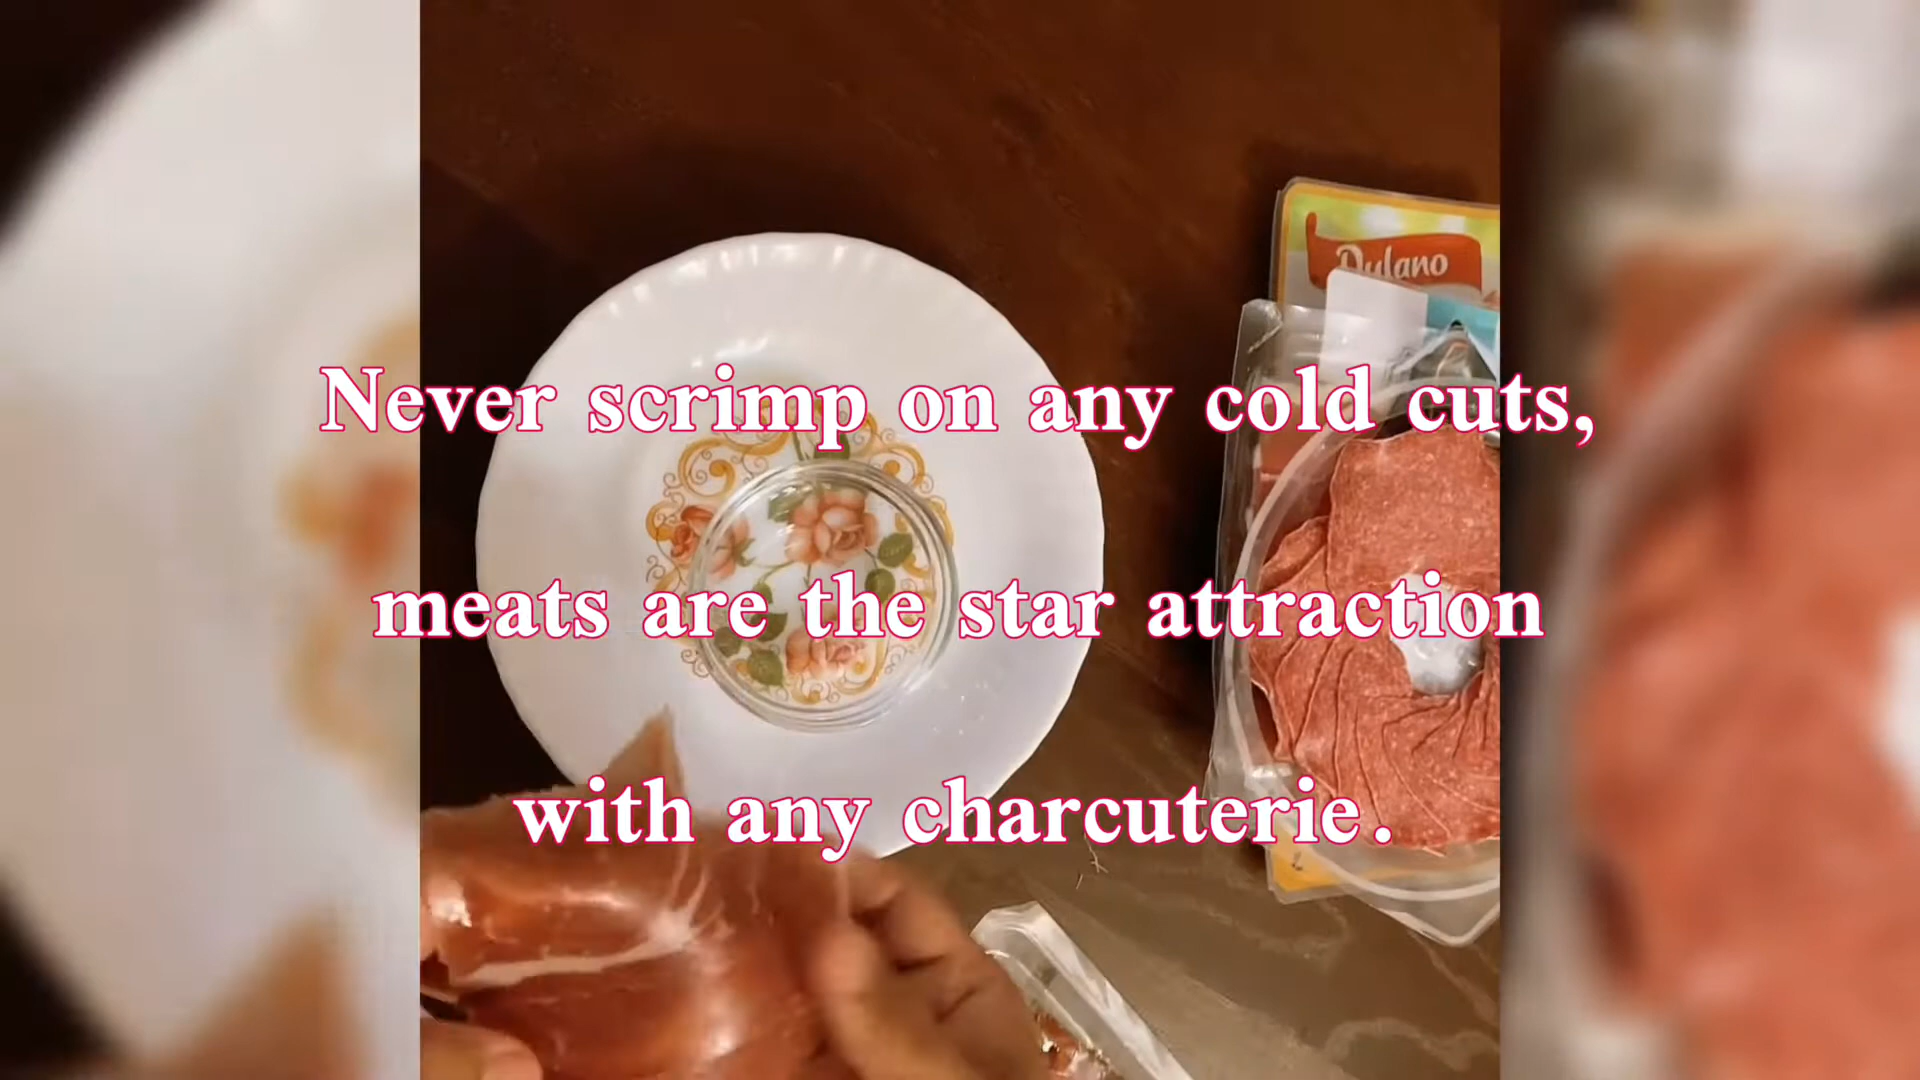 Dulano
Never scrimp on any cold cuts,
meats are the star attraction
with any charcuterie.